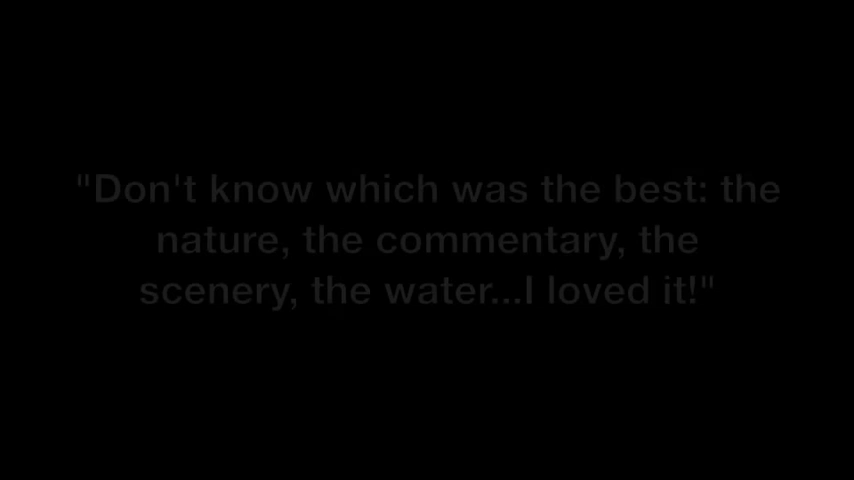 "Don't know which was the best: the
nature, the commentary, the
scenery, the water...I loved it!"